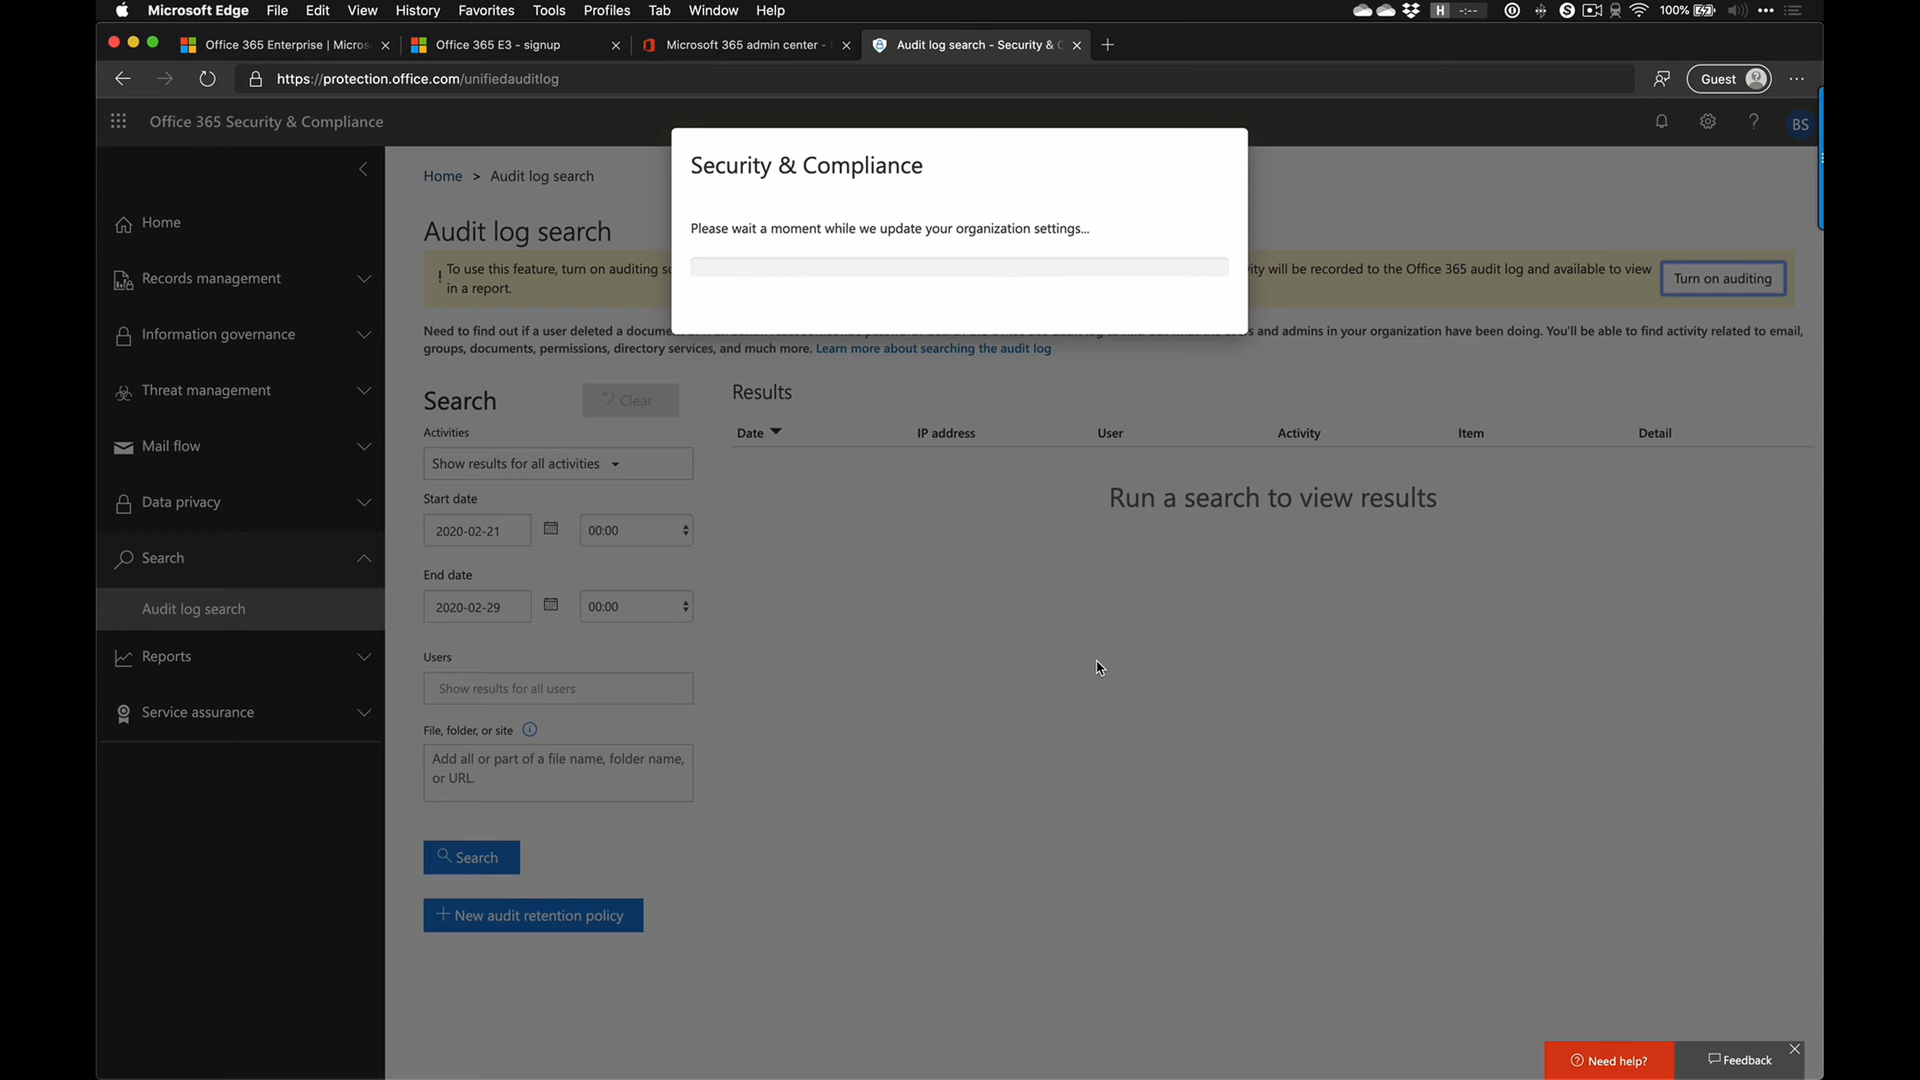 Microsoft Edge File Edit View History Favorites Tools Profiles Tab Window Help
H -:-- S 100%
Office 365 Enterprise | Micros
Office 365 E3 - signup
Microsoft 365 admin center -
Audit log search - Security & C
https://protection.office.com/unifiedauditlog
Guest
Office 365 Security & Compliance
BS
Home
Records management
Information governance
Threat management
Mail flow
Data privacy
Search
Audit log search
Reports
Service assurance
Home > Audit log search
Audit log search
! To use this feature, turn on auditing so
ity will be recorded to the Office 365 audit log and available to view
in a report.
Turn on auditing
Security & Compliance
Please wait a moment while we update your organization settings...
Need to find out if a user deleted a docume
and admins in your organization have been doing. You'll be able to find activity related to email,
groups, documents, permissions, directory services, and much more. Learn more about searching the audit log
Search
Clear
Activities
Show results for all activities
Start date
2020-02-21 00:00
End date
2020-02-29 00:00
Users
Show results for all users
File, folder, or site
Add all or part of a file name, folder name,
or URL.
Search
+ New audit retention policy
Results
Date IP address User Activity Item Detail
Run a search to view results
Need help?
Feedback